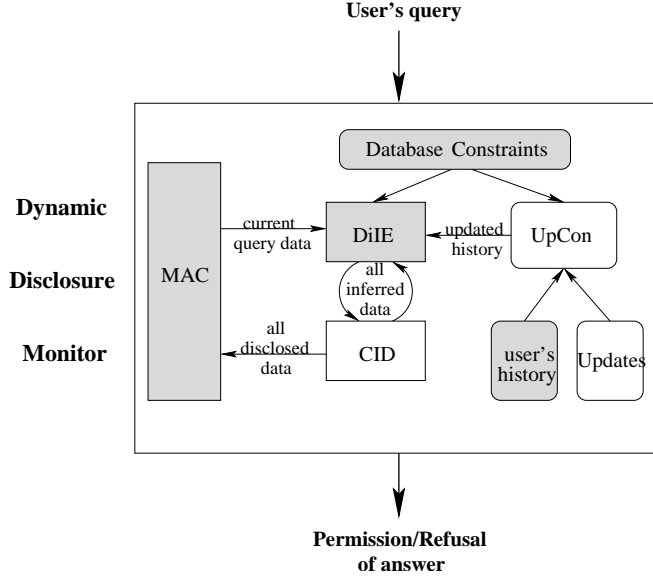 User's query
Database Constraints
Dynamic
Disclosure
Monitor
MAC
current
query data
DiIE
updated
history
UpCon
all
inferred
data
all
disclosed
data
CID
user's
history
Updates
Permission/Refusal
of answer